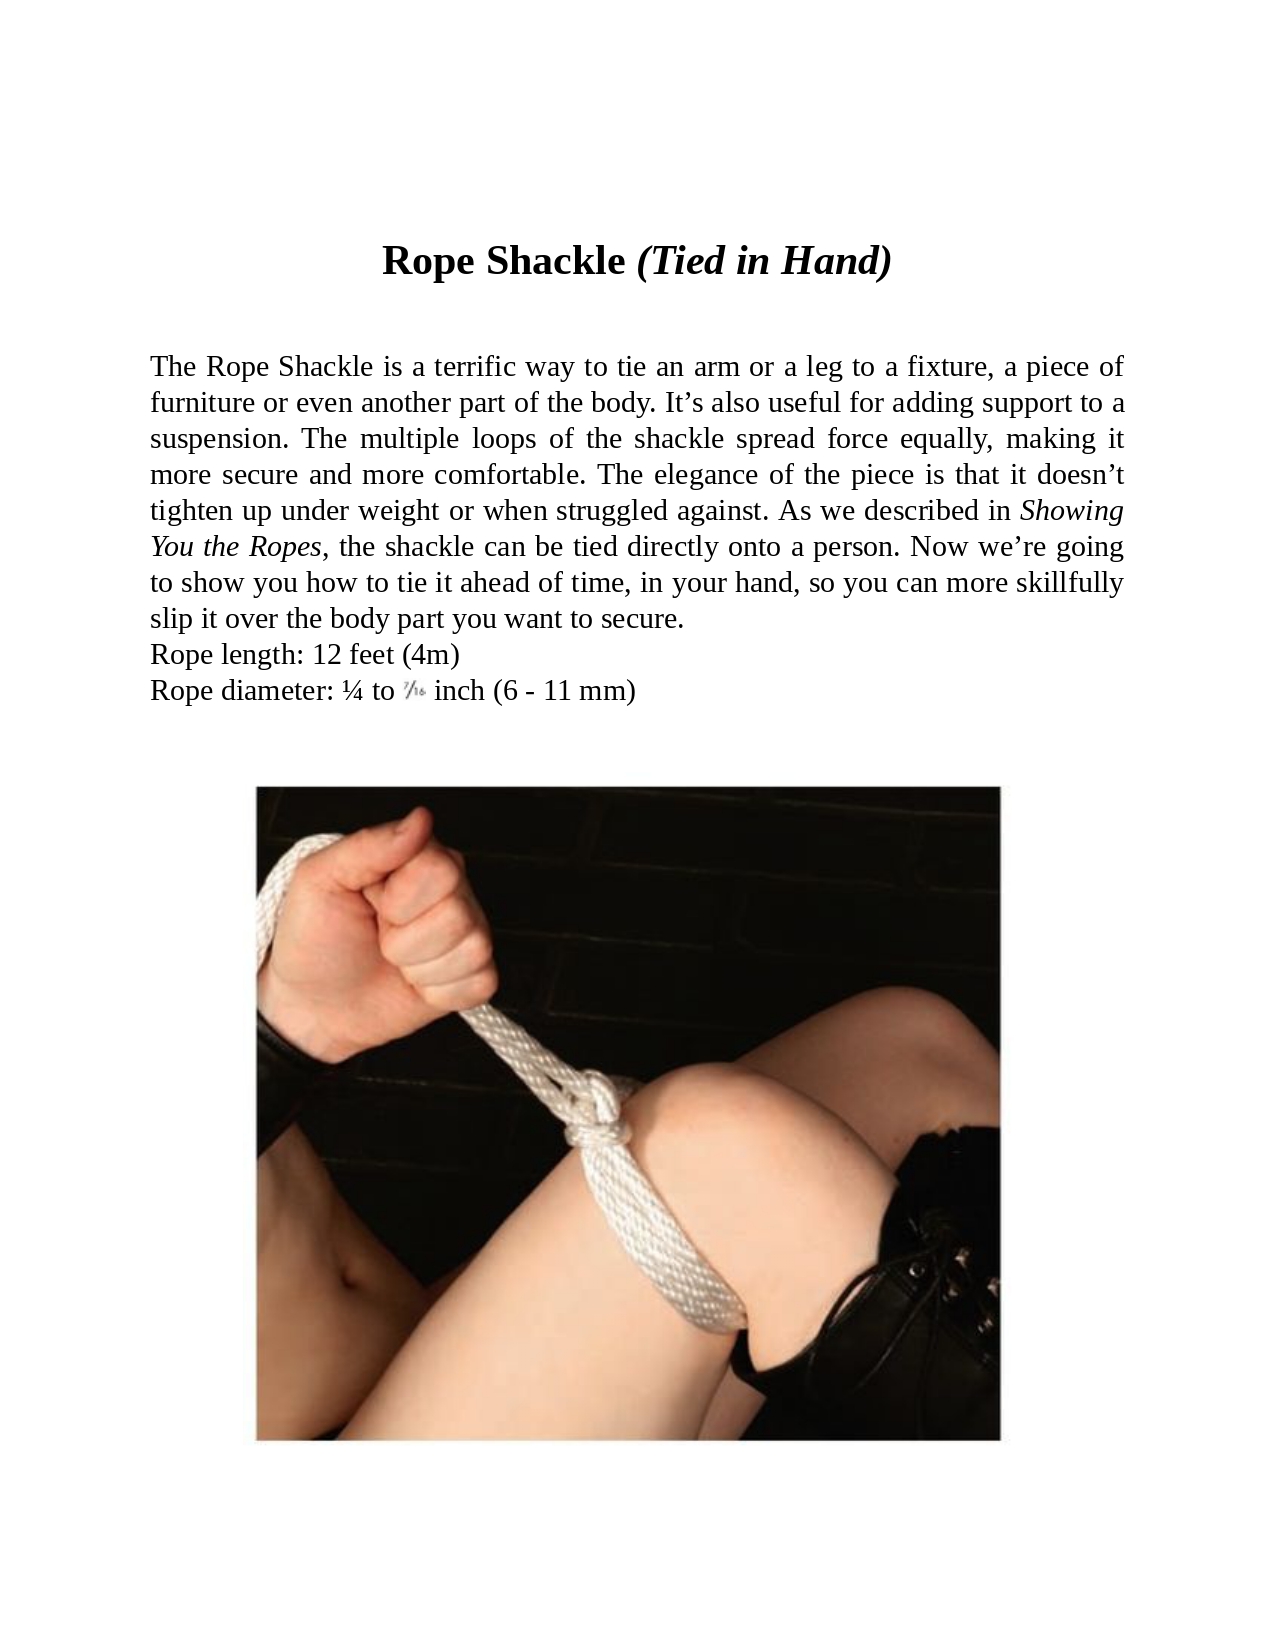 Rope Shackle (Tied in Hand)
The Rope Shackle is a terrific way to tie an arm or a leg to a fixture, a piece of
furniture or even another part of the body. It’s also useful for adding support to a
suspension. The multiple loops of the shackle spread force equally, making it
more secure and more comfortable. The elegance of the piece is that it doesn’t
tighten up under weight or when struggled against. As we described in Showing
You the Ropes, the shackle can be tied directly onto a person. Now we’re going
to show you how to tie it ahead of time, in your hand, so you can more skillfully
slip it over the body part you want to secure.
Rope length: 12 feet (4m)
Rope diameter: ¼ to 7/16 inch (6 - 11 mm)